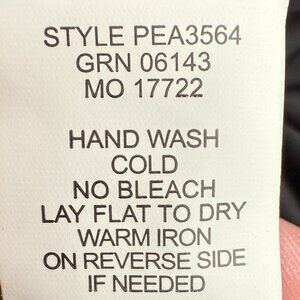 STYLE PEA3564
GRN 06143
MO 17722
HAND WASH
COLD
NO BLEACH
LAY FLAT TO DRY
WARM IRON
ON REVERSE SIDE
IF NEEDED